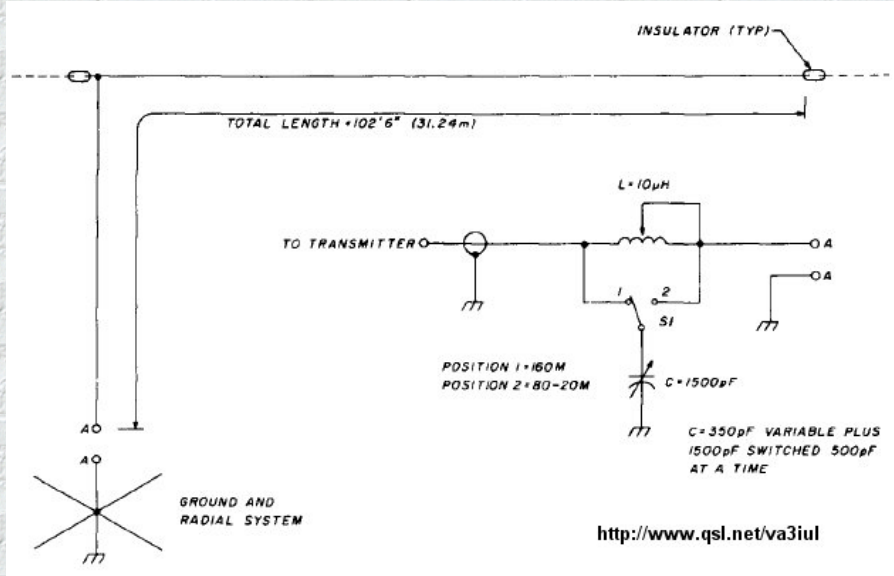 INSULATOR (TYP)
TOTAL LENGTH = 102'6" (31.24m)
L=10µH
TO TRANSMITTER
A
A
1
2
S1
POSITION 1=160M
POSITION 2=80-20M
C=1500pF
C=350pF VARIABLE PLUS
1500pF SWITCHED 500pF
AT A TIME
A
A
GROUND AND
RADIAL SYSTEM
http://www.qsl.net/va3iul